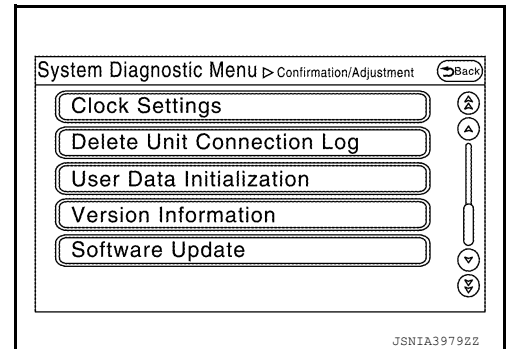 System Diagnostic Menu ▷ Confirmation/Adjustment Back
Clock Settings
Delete Unit Connection Log
User Data Initialization
Version Information
Software Update
JSNIA3979ZZ